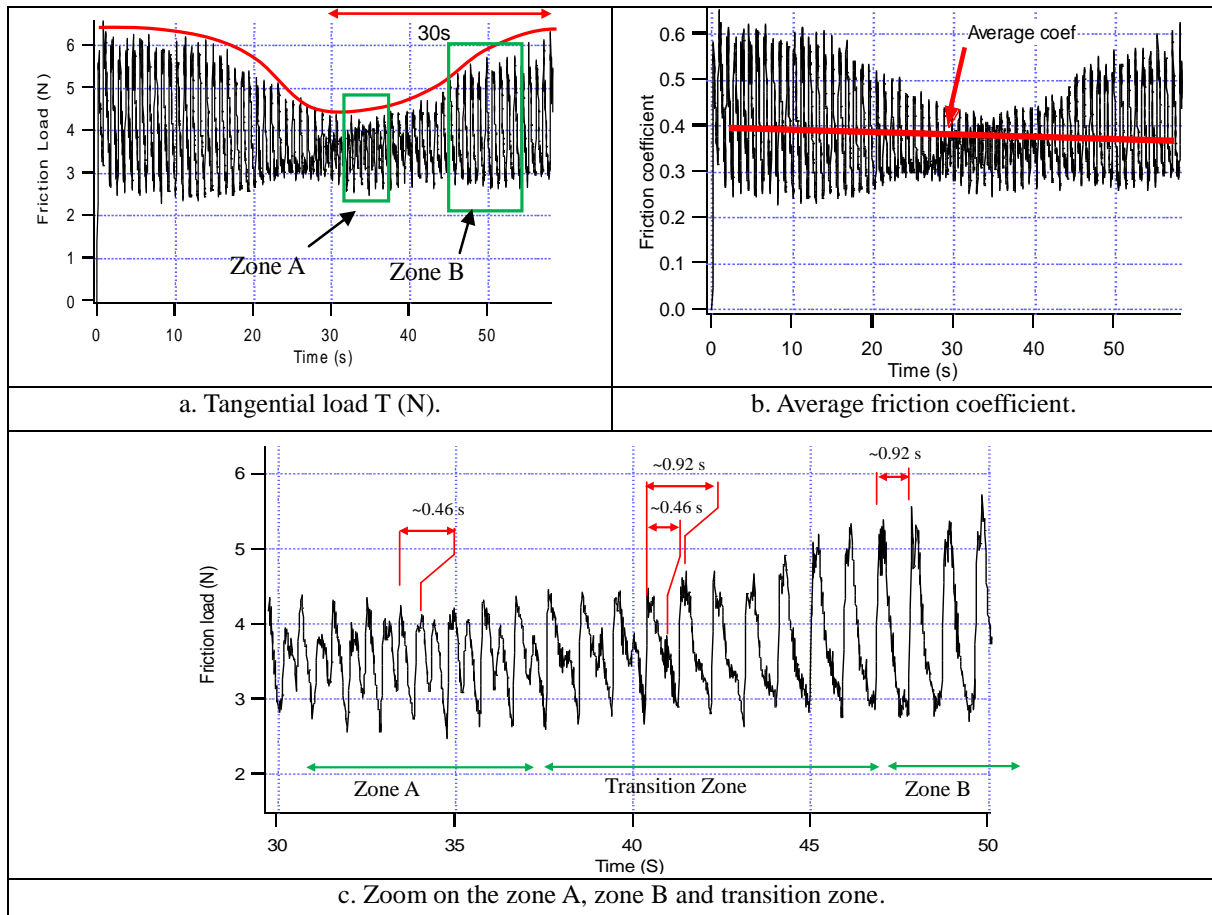 30s
Friction Load (N)
6
5
4
3
2
1
0
Zone A
Zone B
0 10 20 30 40 50
Time (s)
a. Tangential load T (N).
Average coef
Friction coefficient
0.6
0.5
0.4
0.3
0.2
0.1
0.0
0 10 20 30 40 50
Time (s)
b. Average friction coefficient.
~0.92 s
~0.92 s
~0.46 s
~0.46 s
Friction load (N)
6
5
4
3
2
Zone A
Transition Zone
Zone B
30 35 40 45 50
Time (S)
c. Zoom on the zone A, zone B and transition zone.